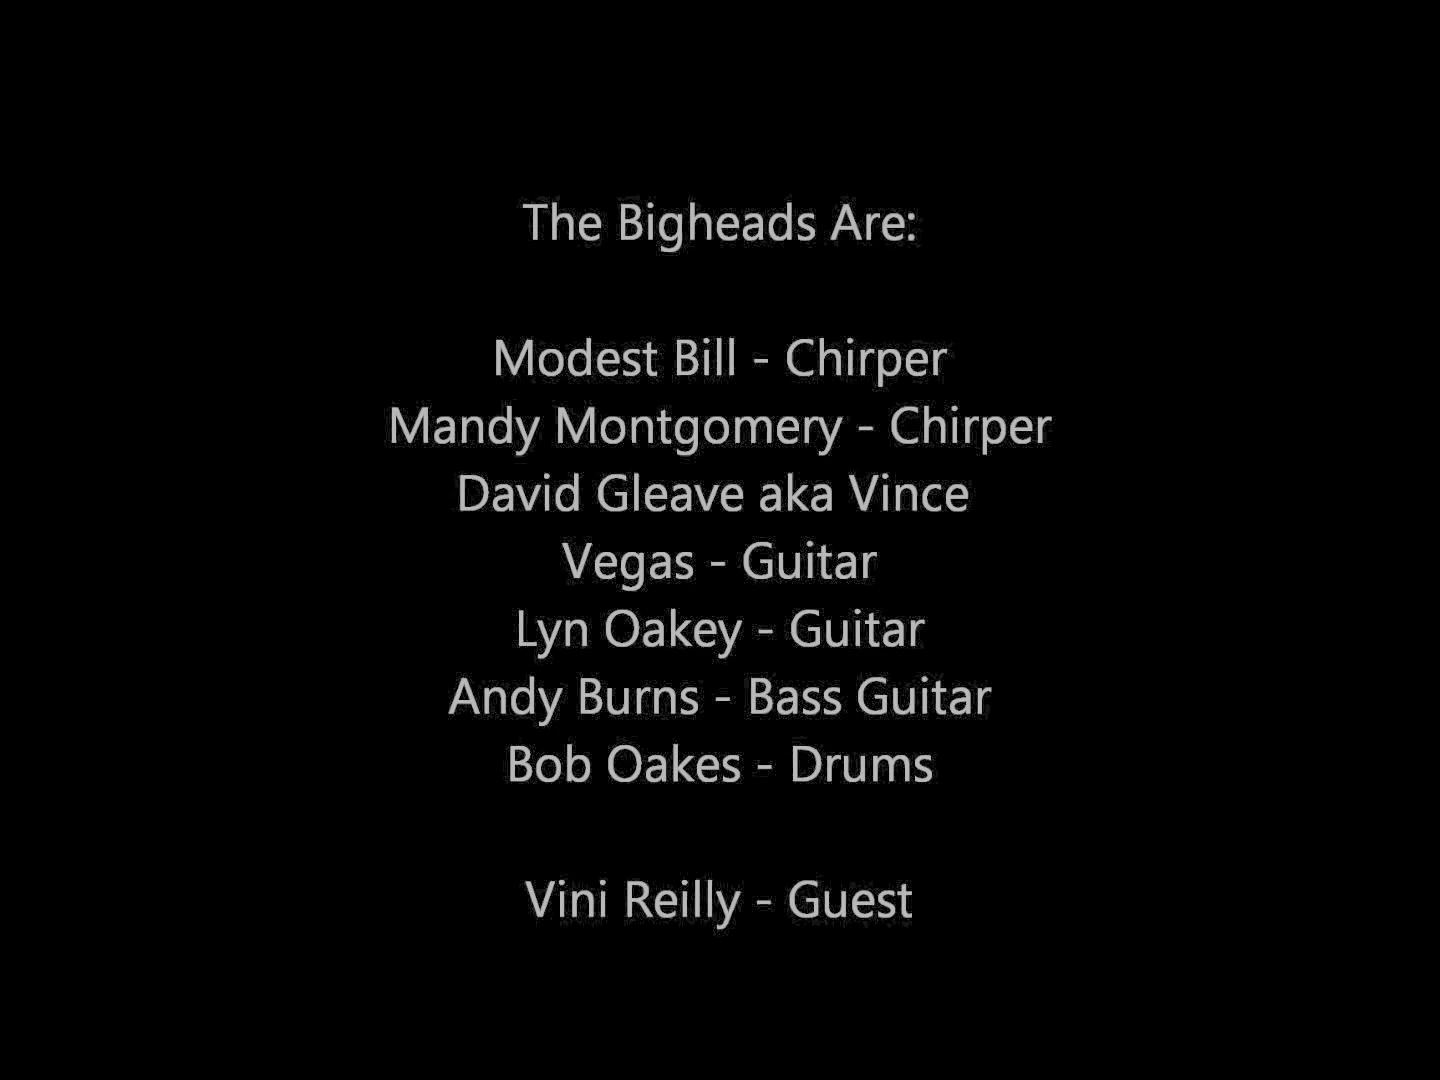 The Bigheads Are:
Modest Bill - Chirper
Mandy Montgomery - Chirper
David Gleave aka Vince
Vegas - Guitar
Lyn Oakey - Guitar
Andy Burns - Bass Guitar
Bob Oakes - Drums
Vini Reilly - Guest